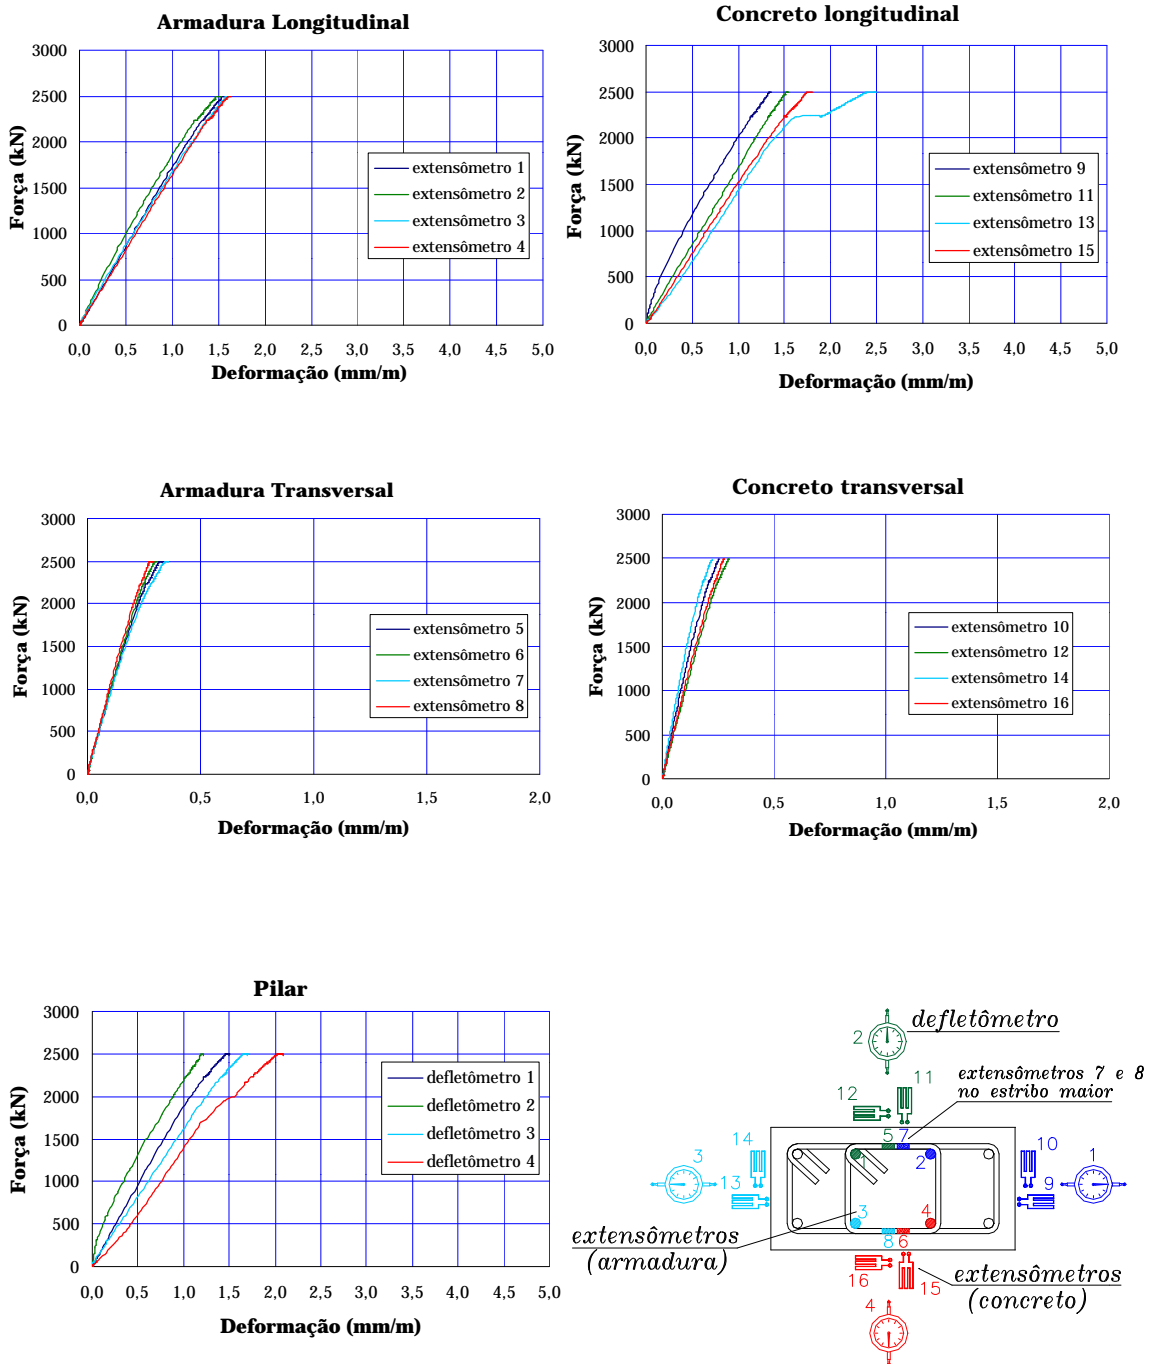 Armadura Longitudinal
3000
2500
2000
1500
1000
500
0
Força (kN)
extensômetro 1
extensômetro 2
extensômetro 3
extensômetro 4
0,0 0,5 1,0 1,5 2,0 2,5 3,0 3,5 4,0 4,5 5,0
Deformação (mm/m)
Concreto longitudinal
3000
2500
2000
1500
1000
500
0
Força (kN)
extensômetro 9
extensômetro 11
extensômetro 13
extensômetro 15
0,0 0,5 1,0 1,5 2,0 2,5 3,0 3,5 4,0 4,5 5,0
Deformação (mm/m)
Armadura Transversal
3000
2500
2000
1500
1000
500
0
Força (kN)
extensômetro 5
extensômetro 6
extensômetro 7
extensômetro 8
0,0 0,5 1,0 1,5 2,0
Deformação (mm/m)
Concreto transversal
3000
2500
2000
1500
1000
500
0
Força (kN)
extensômetro 10
extensômetro 12
extensômetro 14
extensômetro 16
0,0 0,5 1,0 1,5 2,0
Deformação (mm/m)
Pilar
3000
2500
2000
1500
1000
500
0
Força (kN)
defletômetro 1
defletômetro 2
defletômetro 3
defletômetro 4
0,0 0,5 1,0 1,5 2,0 2,5 3,0 3,5 4,0 4,5 5,0
Deformação (mm/m)
defletômetro
2
extensômetros 7 e 8
no estribo maior
11
12
5 7
14
10
3
1
1
2
13
9
3
4
8 6
extensômetros
(armadura)
16
15
extensômetros
(concreto)
4